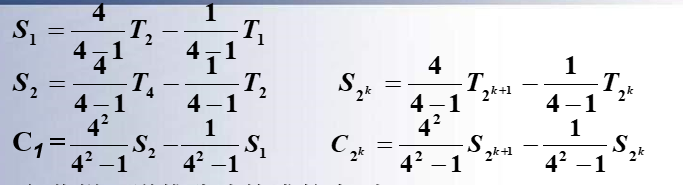 S₁ = 4/(4−1) T₂ − 1/(4−1) T₁
S₂ = 4/(4−1) T₄ − 1/(4−1) T₂    S_{2^k} = 4/(4−1) T_{2^{k+1}} − 1/(4−1) T_{2^k}
C₁ = 4²/(4²−1) S₂ − 1/(4²−1) S₁    C_{2^k} = 4²/(4²−1) S_{2^{k+1}} − 1/(4²−1) S_{2^k}